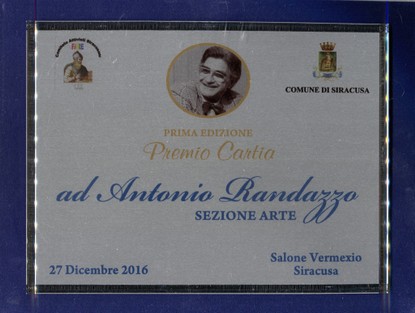 COMUNE DI SIRACUSA
PRIMA EDIZIONE
Premio Cartia
ad Antonio Randazzo
SEZIONE ARTE
27 Dicembre 2016
Salone Vermexio
Siracusa